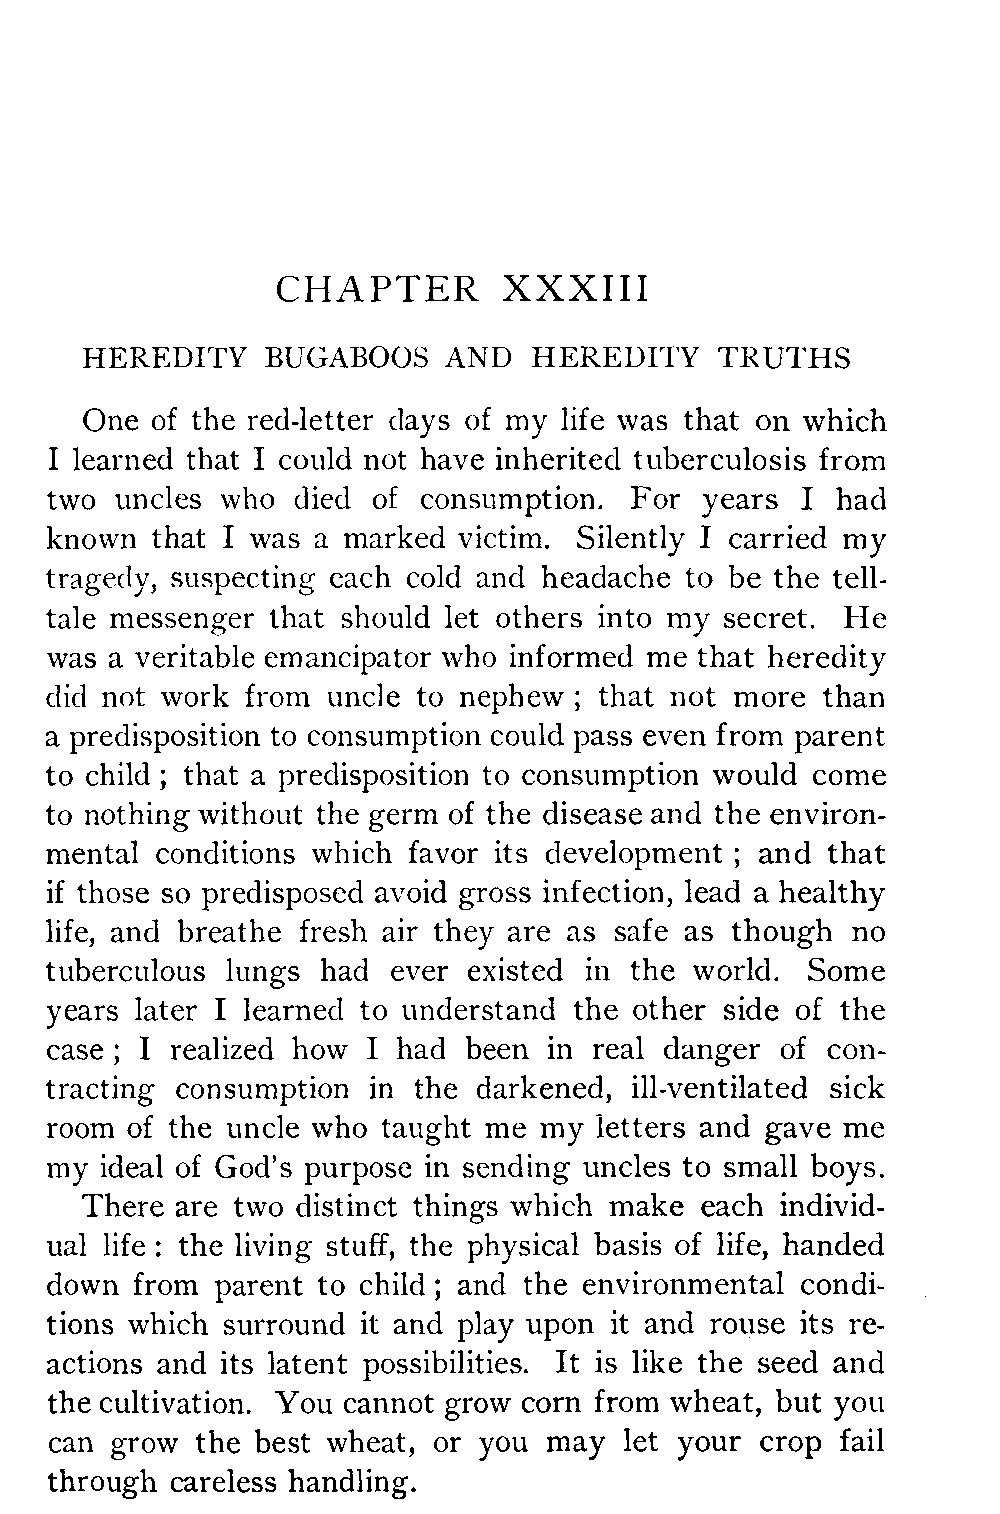 CHAPTER XXXIII
HEREDITY BUGABOOS AND HEREDITY TRUTHS
One of the red-letter days of my life was that on which
I learned that I could not have inherited tuberculosis from
two uncles who died of consumption. For years I had
known that I was a marked victim. Silently I carried my
tragedy, suspecting each cold and headache to be the tell-
tale messenger that should let others into my secret. He
was a veritable emancipator who informed me that heredity
did not work from uncle to nephew ; that not more than
a predisposition to consumption could pass even from parent
to child ; that a predisposition to consumption would come
to nothing without the germ of the disease and the environ-
mental conditions which favor its development ; and that
if those so predisposed avoid gross infection, lead a healthy
life, and breathe fresh air they are as safe as though no
tuberculous lungs had ever existed in the world. Some
years later I learned to understand the other side of the
case ; I realized how I had been in real danger of con-
tracting consumption in the darkened, ill-ventilated sick
room of the uncle who taught me my letters and gave me
my ideal of God's purpose in sending uncles to small boys.
There are two distinct things which make each individ-
ual life : the living stuff, the physical basis of life, handed
down from parent to child ; and the environmental condi-
tions which surround it and play upon it and rouse its re-
actions and its latent possibilities. It is like the seed and
the cultivation. You cannot grow corn from wheat, but you
can grow the best wheat, or you may let your crop fail
through careless handling.